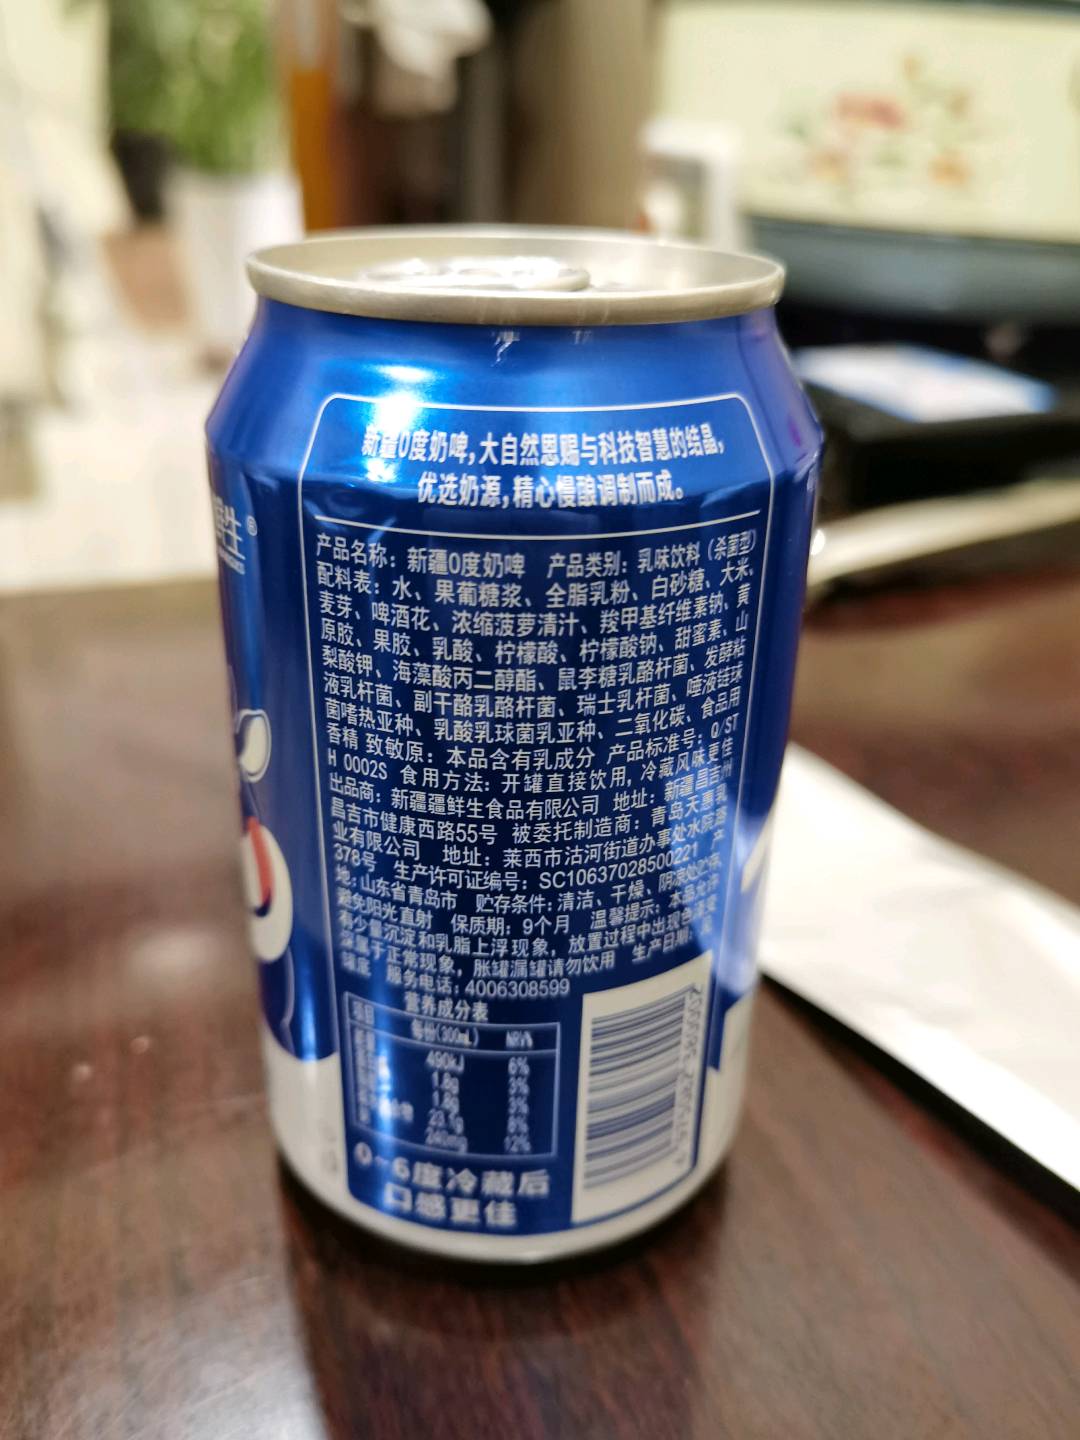 新疆0度奶啤,大自然恩赐与科技智慧的结晶,
优选奶源,精心慢酿调制而成。
产品名称：新疆0度奶啤 产品类别：乳味饮料（杀菌型）
配料表：水、果葡糖浆、全脂乳粉、白砂糖、大米、
麦芽、啤酒花、浓缩菠萝清汁、羧甲基纤维素钠、黄
原胶、果胶、乳酸、柠檬酸、柠檬酸钠、甜蜜素、山
梨酸钾、海藻酸丙二醇酯、鼠李糖乳酪杆菌、发酵粘
液乳杆菌、副干酪乳酪杆菌、瑞士乳杆菌、唾液链球
菌嗜热亚种、乳酸乳球菌乳亚种、二氧化碳、食品用
香精 致敏原：本品含有乳成分 产品标准号：Q/ST
H 0002S 食用方法：开罐直接饮用，冷藏风味更佳
出品商：新疆疆鲜生食品有限公司 地址：新疆昌吉州
昌吉市健康西路55号 被委托制造商：青岛天惠乳
业有限公司 地址：莱西市沽河街道办事处水院路
378号 生产许可证编号：SC10637028500221 产
地：山东省青岛市 贮存条件：清洁、干燥、阴凉处贮存,
避免阳光直射 保质期：9个月 温馨提示：本品允许
有少量沉淀和乳脂上浮现象，放置过程中出现色泽变
深属于正常现象，胀罐漏罐请勿饮用 生产日期：见
罐底 服务电话：4006308599
营养成分表
项目 每份(300mL) NRV%
490kJ 6%
1.8g 3%
1.8g 3%
23.1g 8%
240mg 12%
0-6度冷藏后
口感更佳
生®